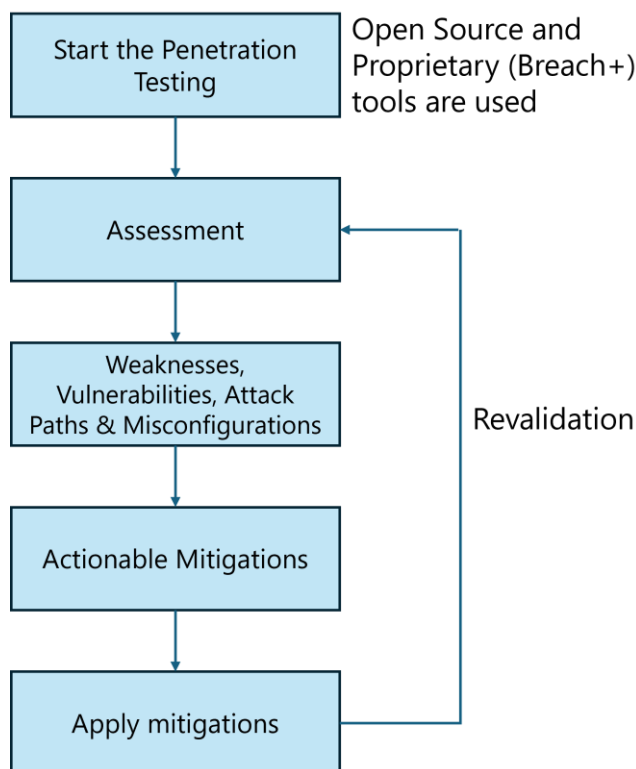 Start the Penetration
Testing
Open Source and
Proprietary (Breach+)
tools are used
Assessment
Weaknesses,
Vulnerabilities, Attack
Paths & Misconfigurations
Revalidation
Actionable Mitigations
Apply mitigations